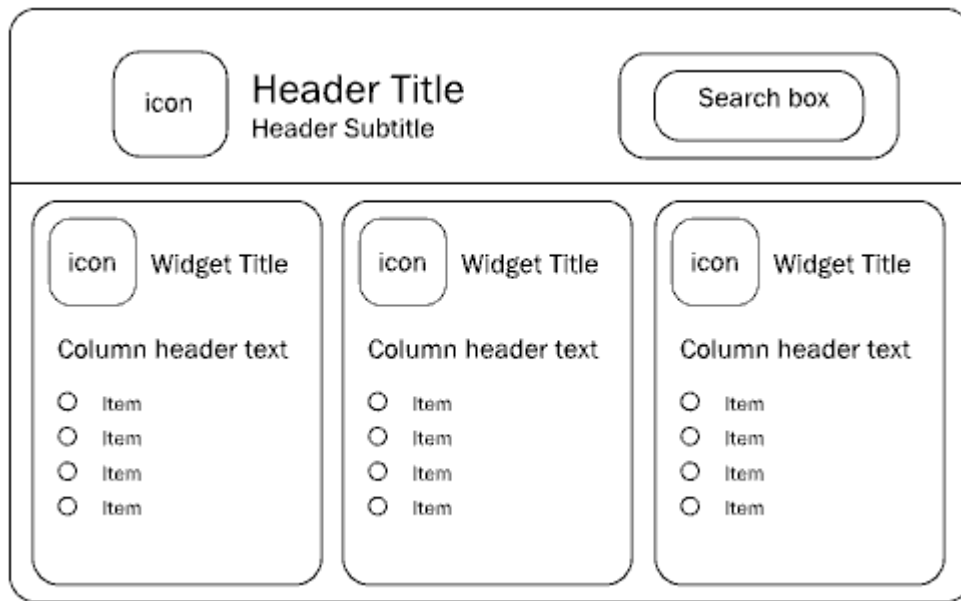 icon
Header Title
Header Subtitle
Search box
icon
Widget Title
Column header text
Item
Item
Item
Item
icon
Widget Title
Column header text
Item
Item
Item
Item
icon
Widget Title
Column header text
Item
Item
Item
Item